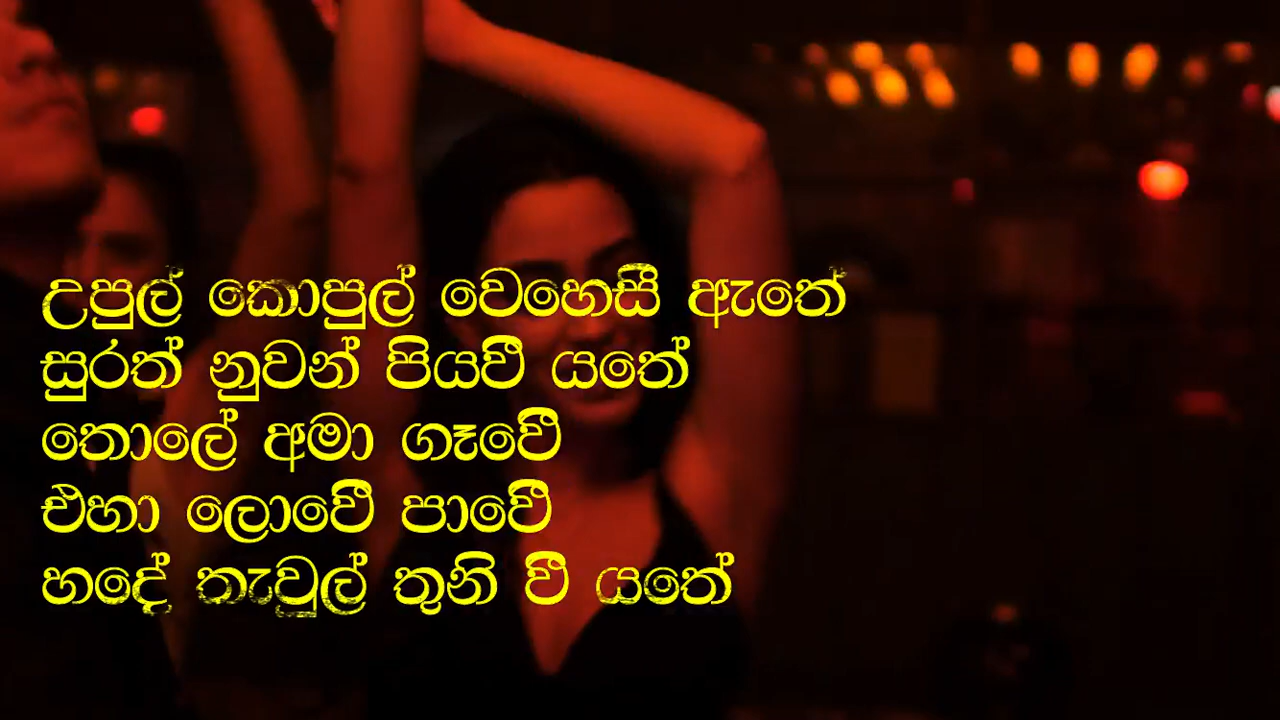 උපුල් කොපුල් වෙහෙසී ඇතේ
සුරත් නුවන් පියවී යතේ
තොලේ අමා ගෑවේී
එහා ලොවේී පාවේී
හදේ තැවුල් තුනි වී යතේ